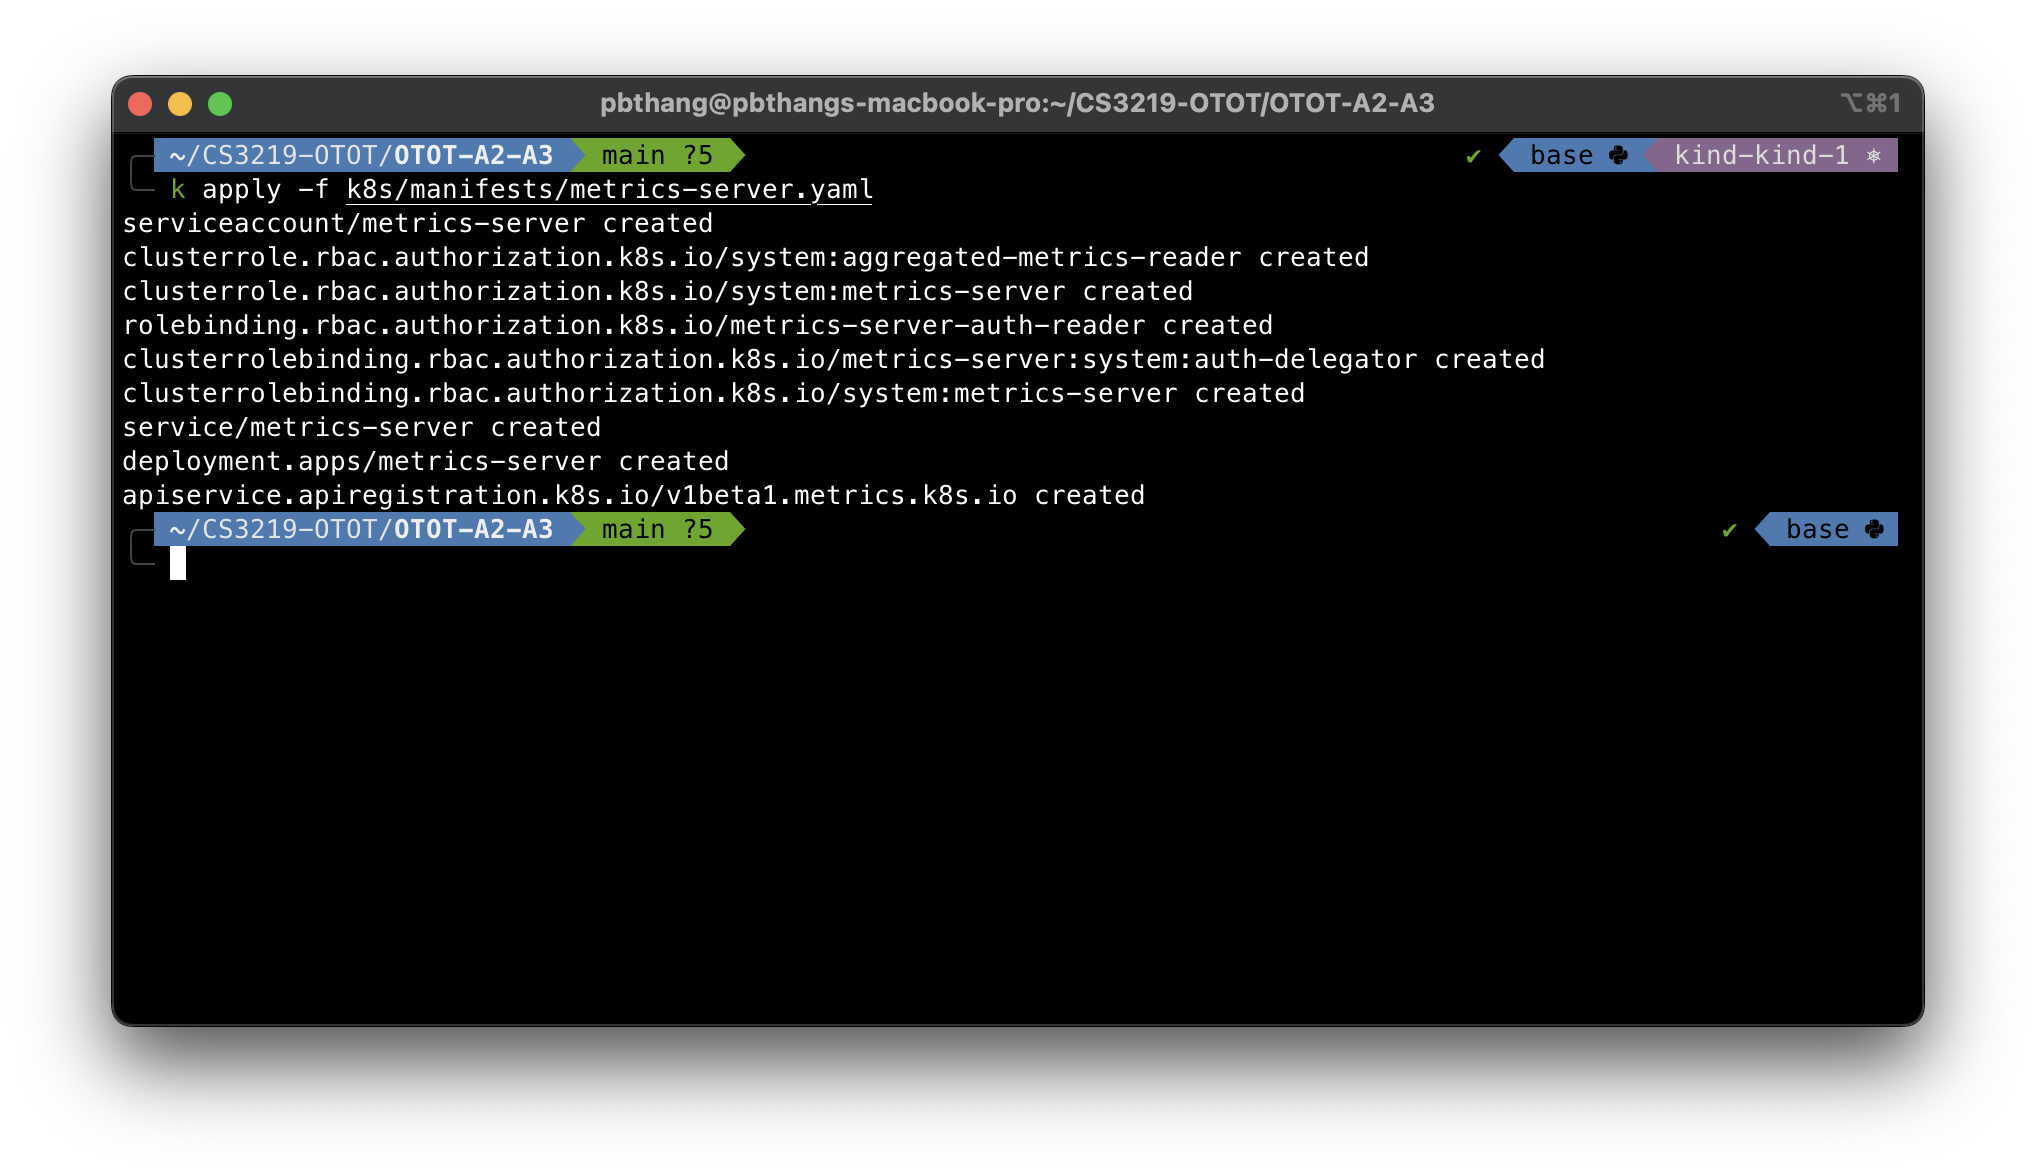 pbthang@pbthangs-macbook-pro:~/CS3219-OTOT/OTOT-A2-A3 ⌥⌘1
~/CS3219-OTOT/OTOT-A2-A3 main ?5 ✔ base kind-kind-1 ⎈
k apply -f k8s/manifests/metrics-server.yaml
serviceaccount/metrics-server created
clusterrole.rbac.authorization.k8s.io/system:aggregated-metrics-reader created
clusterrole.rbac.authorization.k8s.io/system:metrics-server created
rolebinding.rbac.authorization.k8s.io/metrics-server-auth-reader created
clusterrolebinding.rbac.authorization.k8s.io/metrics-server:system:auth-delegator created
clusterrolebinding.rbac.authorization.k8s.io/system:metrics-server created
service/metrics-server created
deployment.apps/metrics-server created
apiservice.apiregistration.k8s.io/v1beta1.metrics.k8s.io created
~/CS3219-OTOT/OTOT-A2-A3 main ?5 ✔ base